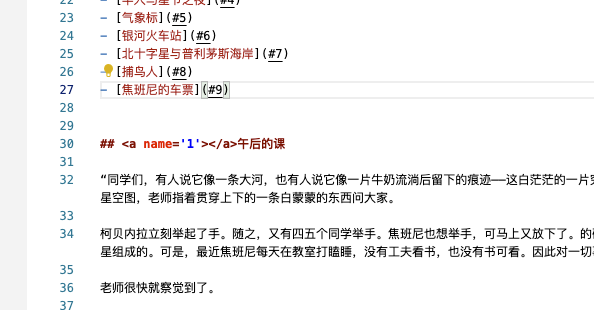 22
23 - [气象标](#5)
24 - [银河火车站](#6)
25 - [北十字星与普利茅斯海岸](#7)
26 - [捕鸟人](#8)
27 - [焦班尼的车票](#9)
28
29
30 ## <a name='1'></a>午后的课
31
32 “同学们，有人说它像一条大河，也有人说它像一片牛奶流淌后留下的痕迹——这白茫茫的一片
星空图，老师指着贯穿上下的一条白蒙蒙的东西问大家。
33
34 柯贝内拉立刻举起了手。随之，又有四五个同学举手。焦班尼也想举手，可马上又放下了。的
星组成的。可是，最近焦班尼每天在教室打瞌睡，没有工夫看书，也没有书可看。因此对一切
35
36 老师很快就察觉到了。
37